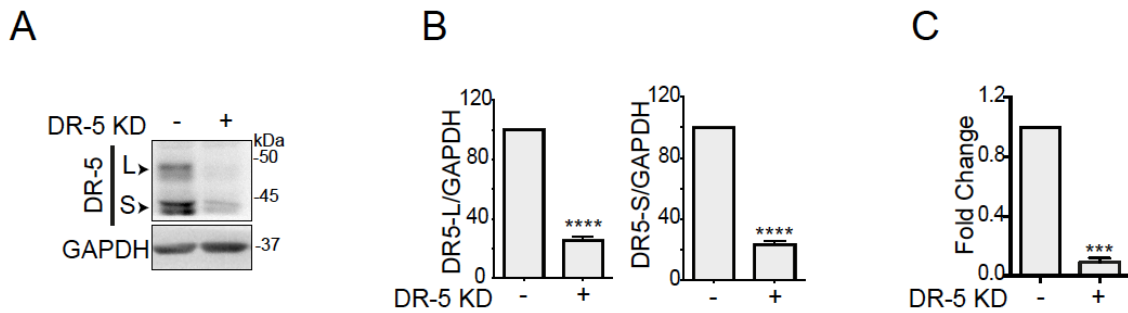 A
B
C
DR-5 KD - +
kDa
-50
DR-5
L
S
-45
GAPDH
-37
DR5-L/GAPDH
120
80
40
0
****
DR-5 KD - +
DR5-S/GAPDH
120
80
40
0
****
- +
Fold Change
1.2
0.8
0.4
0.0
***
DR-5 KD - +